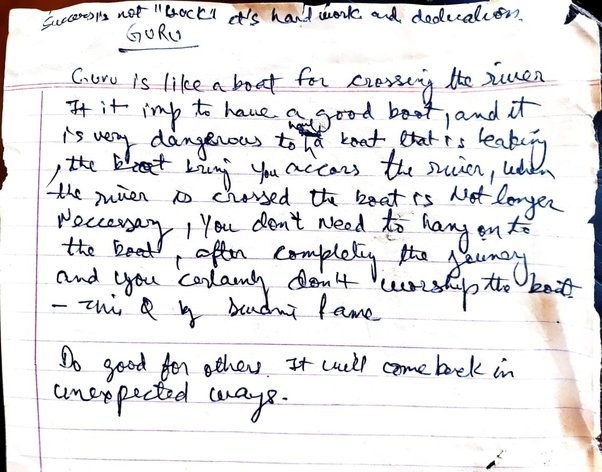 Success is not "Luck" it's hard work and dedication.
GURU
Guru is like a boat for crossing the river
It it imp to have a good boat, and it
is very dangerous to have a boat that is leaking
, the boat bring you accors the river, when
the river is crossed the boat is Not longer
Neccessary, You don't Need to hang on to
the boat, after completiy the journey
and you certainly don't worship the boat
- This Q by Swami Rama
Do good for others. It will come back in
unexpected ways.